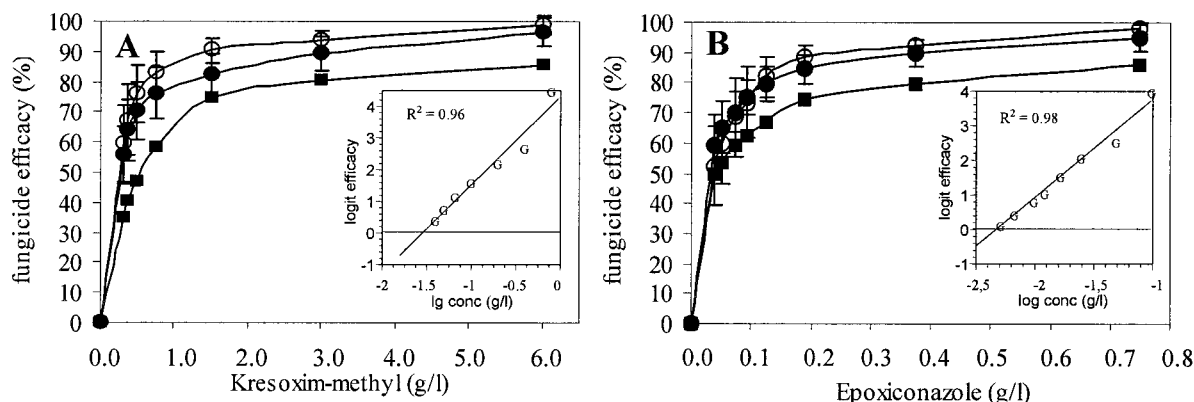 A
fungicide efficacy (%)
100
90
80
70
60
50
40
30
20
10
0
0.0 1.0 2.0 3.0 4.0 5.0 6.0
Kresoxim-methyl (g/l)
R² = 0.96
logit efficacy
4
3
2
1
0
-1
-2 -1.5 -1 -0.5 0
lg conc (g/l)
G
G
G
G
G
G
G
B
fungicide efficacy (%)
100
90
80
70
60
50
40
30
20
10
0
0.0 0.1 0.2 0.3 0.4 0.5 0.6 0.7 0.8
Epoxiconazole (g/l)
R² = 0.98
logit efficacy
4
3
2
1
0
-1
-2,5 -2 -1,5 -1
log conc (g/l)
G
G
G
G
G
G
G
G